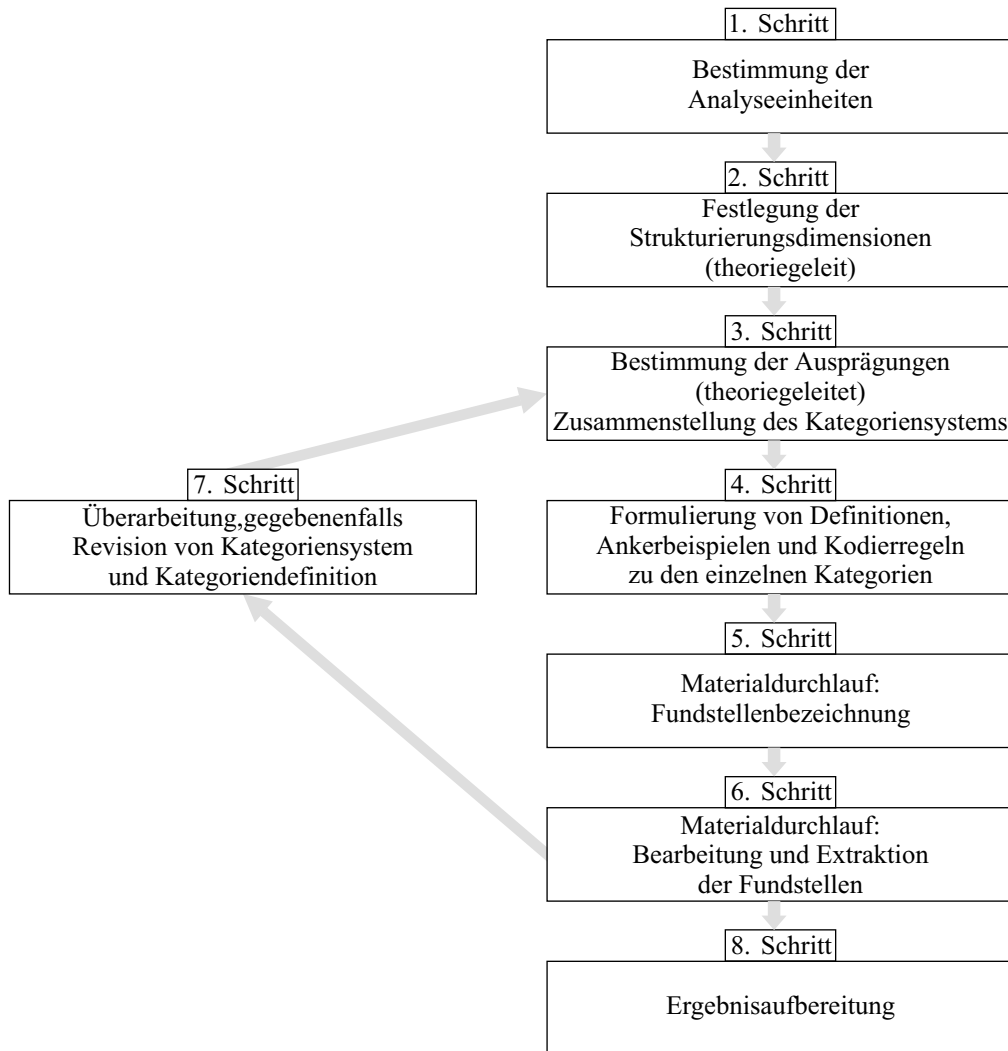 1. Schritt
Bestimmung der
Analyseeinheiten
2. Schritt
Festlegung der
Strukturierungsdimensionen
(theoriegeleit)
3. Schritt
Bestimmung der Ausprägungen
(theoriegeleitet)
Zusammenstellung des Kategoriensystems
7. Schritt
Überarbeitung,gegebenenfalls
Revision von Kategoriensystem
und Kategoriendefinition
4. Schritt
Formulierung von Definitionen,
Ankerbeispielen und Kodierregeln
zu den einzelnen Kategorien
5. Schritt
Materialdurchlauf:
Fundstellenbezeichnung
6. Schritt
Materialdurchlauf:
Bearbeitung und Extraktion
der Fundstellen
8. Schritt
Ergebnisaufbereitung